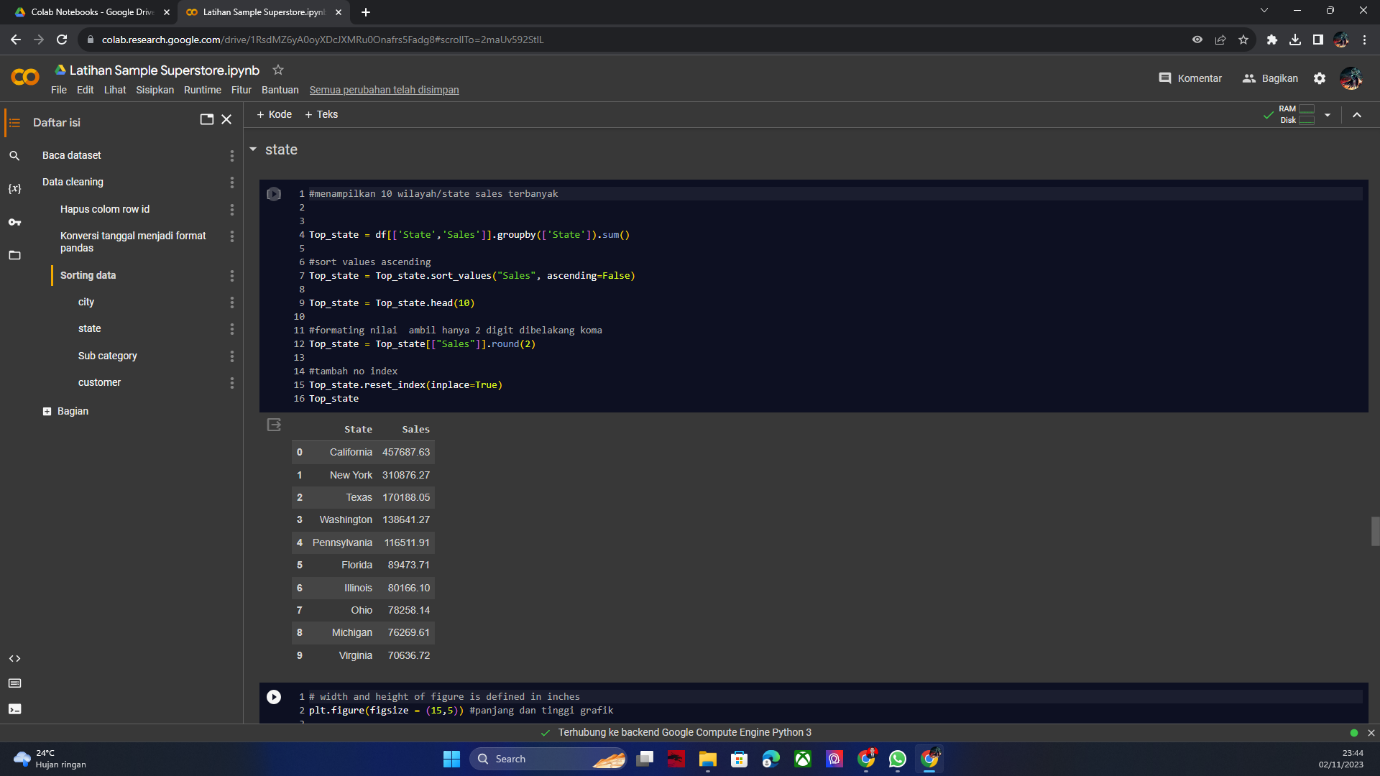 Colab Notebooks - Google Driv
Latihan Sample Superstore.ipynl
colab.research.google.com/drive/1RsdMZ6yA0oyXDcJXMRu0Onafrs5Fadg8#scrollTo=2maUv592StlL
Latihan Sample Superstore.ipynb
File Edit Lihat Sisipkan Runtime Fitur Bantuan Semua perubahan telah disimpan
Komentar Bagikan
Daftar isi
+ Kode + Teks
RAM
Disk
Baca dataset
Data cleaning
Hapus colom row id
Konversi tanggal menjadi format
pandas
Sorting data
city
state
Sub category
customer
Bagian
state
1 #menampilkan 10 wilayah/state sales terbanyak
2
3
4 Top_state = df[['State','Sales']].groupby(['State']).sum()
5
6 #sort values ascending
7 Top_state = Top_state.sort_values("Sales", ascending=False)
8
9 Top_state = Top_state.head(10)
10
11 #formating nilai  ambil hanya 2 digit dibelakang koma
12 Top_state = Top_state[["Sales"]].round(2)
13
14 #tambah no index
15 Top_state.reset_index(inplace=True)
16 Top_state
State Sales
0 California 457687.63
1 New York 310876.27
2 Texas 170188.05
3 Washington 138641.27
4 Pennsylvania 116511.91
5 Florida 89473.71
6 Illinois 80166.10
7 Ohio 78258.14
8 Michigan 76269.61
9 Virginia 70636.72
1 # width and height of figure is defined in inches
2 plt.figure(figsize = (15,5)) #panjang dan tinggi grafik
Terhubung ke backend Google Compute Engine Python 3
24°C
Hujan ringan
Search
23:44
02/11/2023